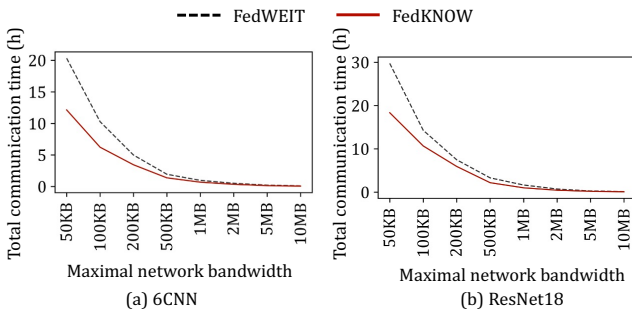 FedWEIT FedKNOW
Total communication time (h)
20
15
10
5
0
50KB
100KB
200KB
500KB
1MB
2MB
5MB
10MB
Maximal network bandwidth
(a) 6CNN
Total communication time (h)
30
20
10
0
50KB
100KB
200KB
500KB
1MB
2MB
5MB
10MB
Maximal network bandwidth
(b) ResNet18